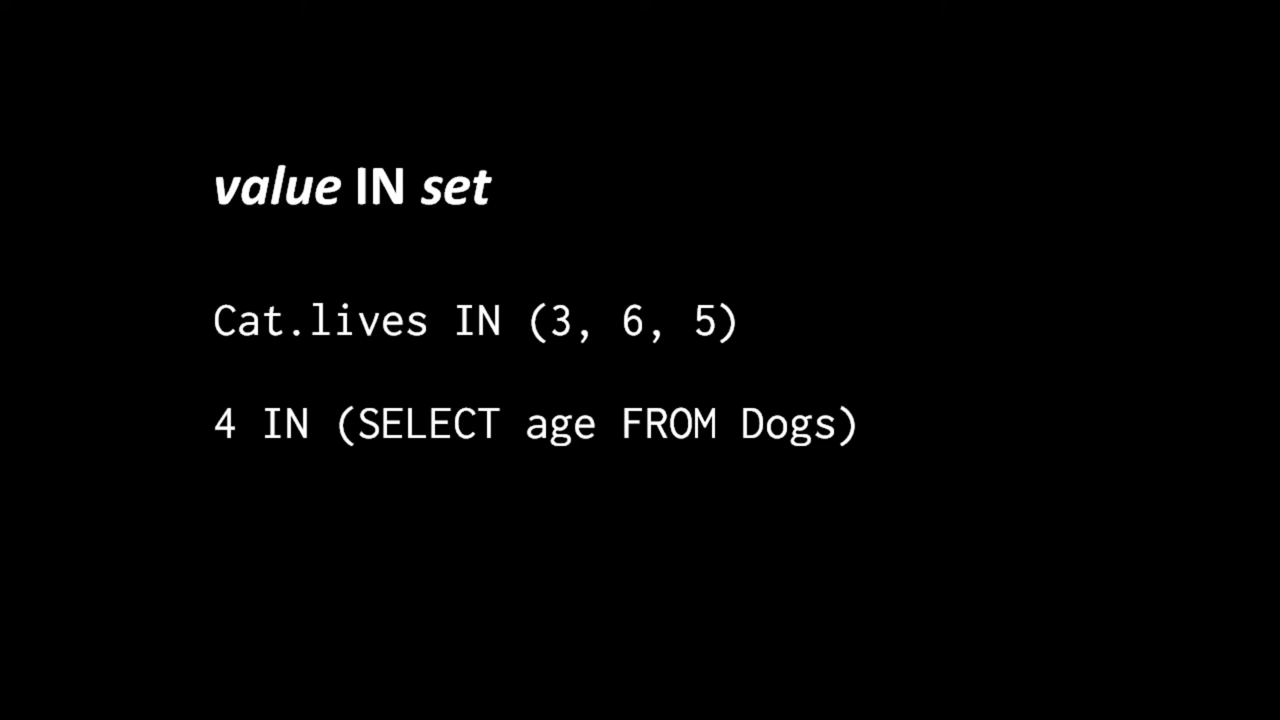 value IN set
Cat.lives IN (3, 6, 5)
4 IN (SELECT age FROM Dogs)